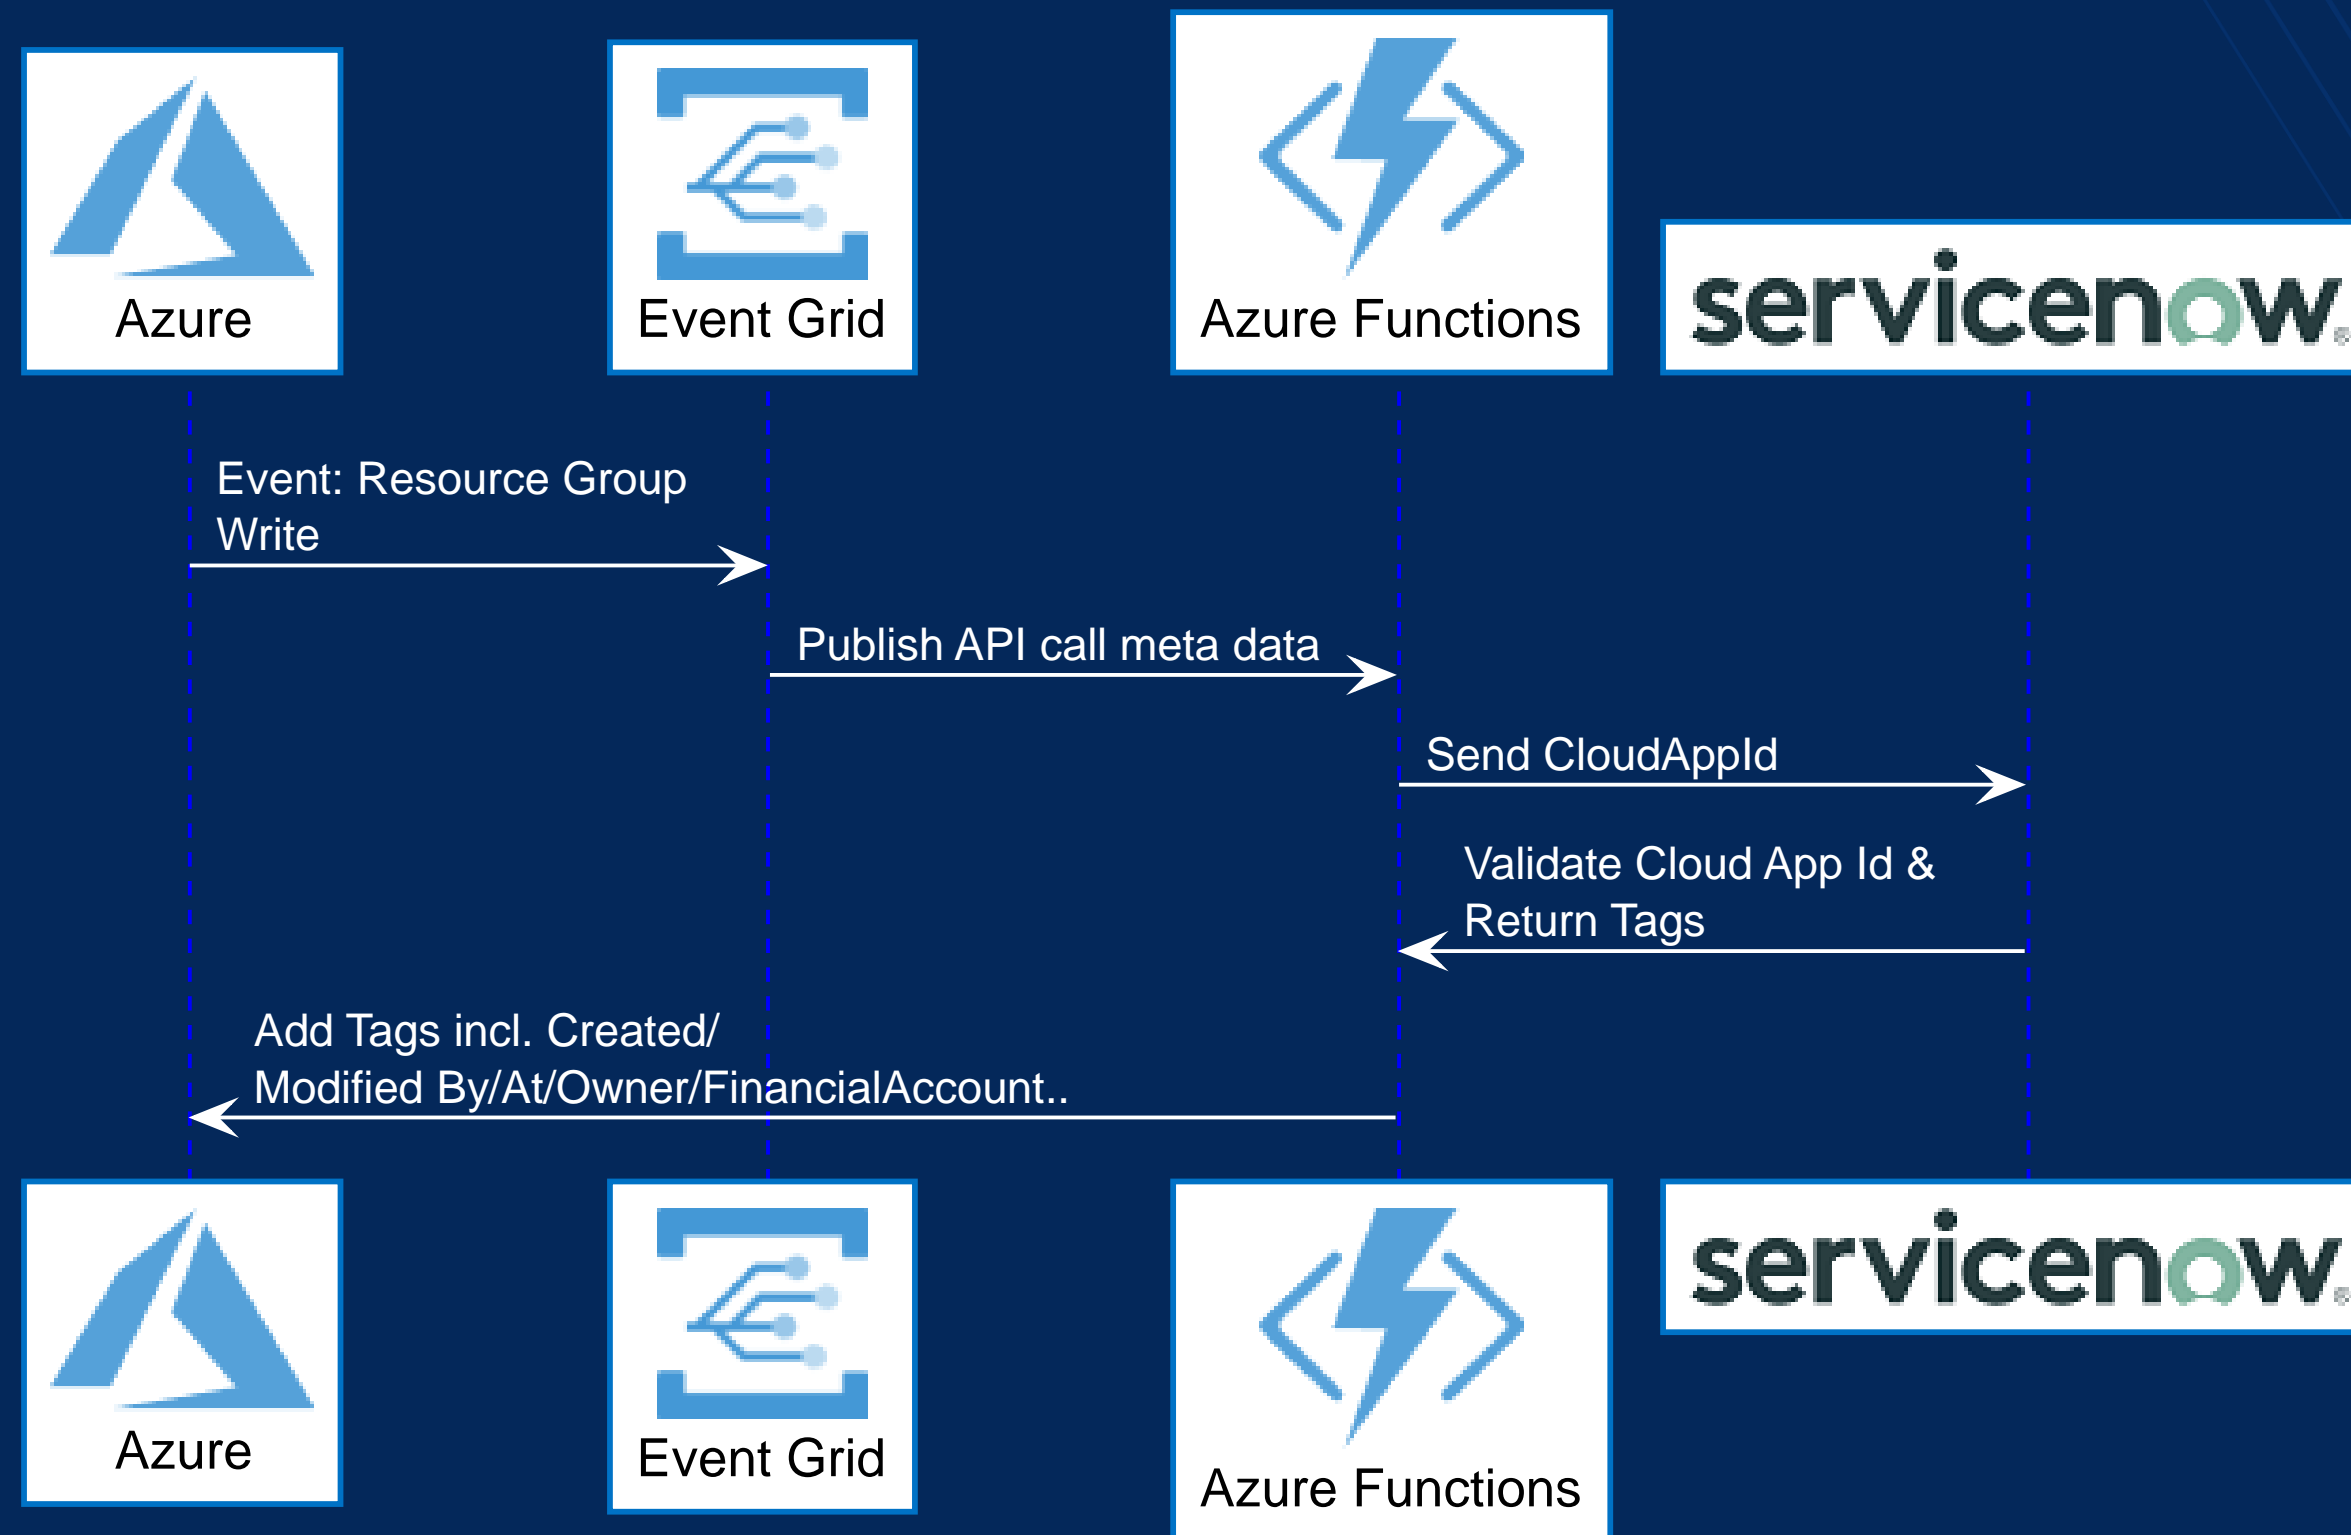 Azure
Event Grid
Azure Functions
servicenow®
Event: Resource Group
Write
Publish API call meta data
Send CloudAppId
Validate Cloud App Id &
Return Tags
Add Tags incl. Created/
Modified By/At/Owner/FinancialAccount..
Azure
Event Grid
Azure Functions
servicenow®